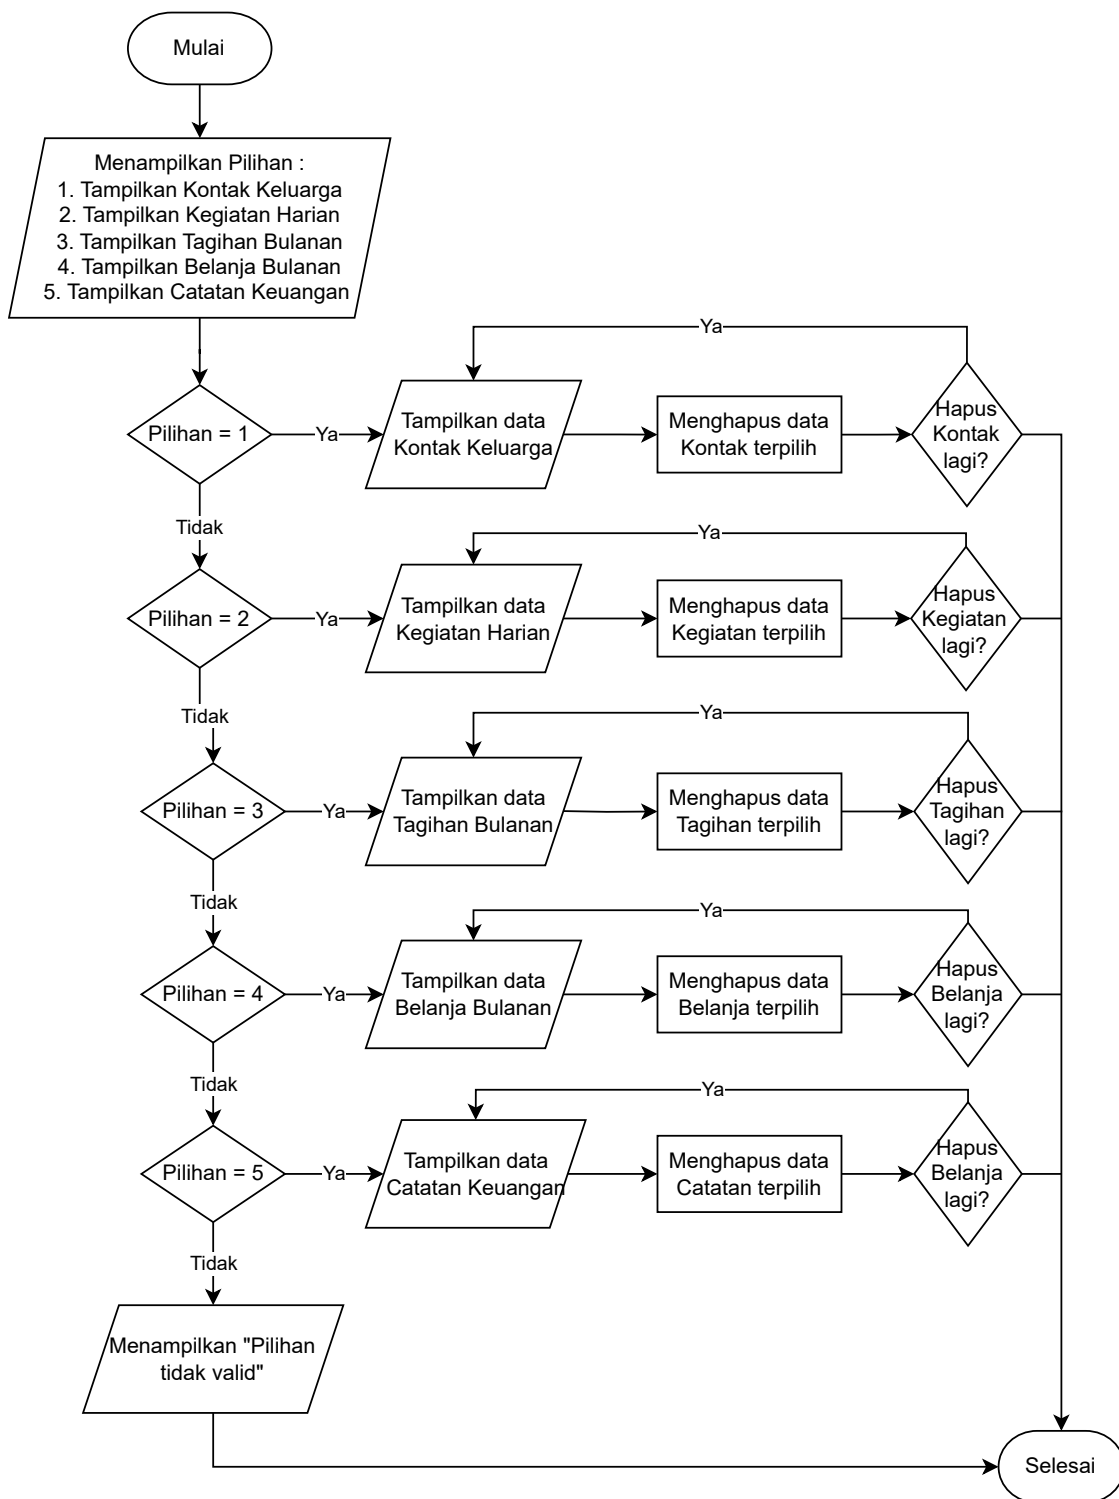 Mulai
Menampilkan Pilihan :
1. Tampilkan Kontak Keluarga
2. Tampilkan Kegiatan Harian
3. Tampilkan Tagihan Bulanan
4. Tampilkan Belanja Bulanan
5. Tampilkan Catatan Keuangan
Ya
Pilihan = 1
Ya
Tampilkan data
Kontak Keluarga
Menghapus data
Kontak terpilih
Hapus
Kontak
lagi?
Tidak
Ya
Pilihan = 2
Ya
Tampilkan data
Kegiatan Harian
Menghapus data
Kegiatan terpilih
Hapus
Kegiatan
lagi?
Tidak
Ya
Pilihan = 3
Ya
Tampilkan data
Tagihan Bulanan
Menghapus data
Tagihan terpilih
Hapus
Tagihan
lagi?
Tidak
Ya
Pilihan = 4
Ya
Tampilkan data
Belanja Bulanan
Menghapus data
Belanja terpilih
Hapus
Belanja
lagi?
Tidak
Ya
Pilihan = 5
Ya
Tampilkan data
Catatan Keuangan
Menghapus data
Catatan terpilih
Hapus
Belanja
lagi?
Tidak
Menampilkan "Pilihan
tidak valid"
Selesai